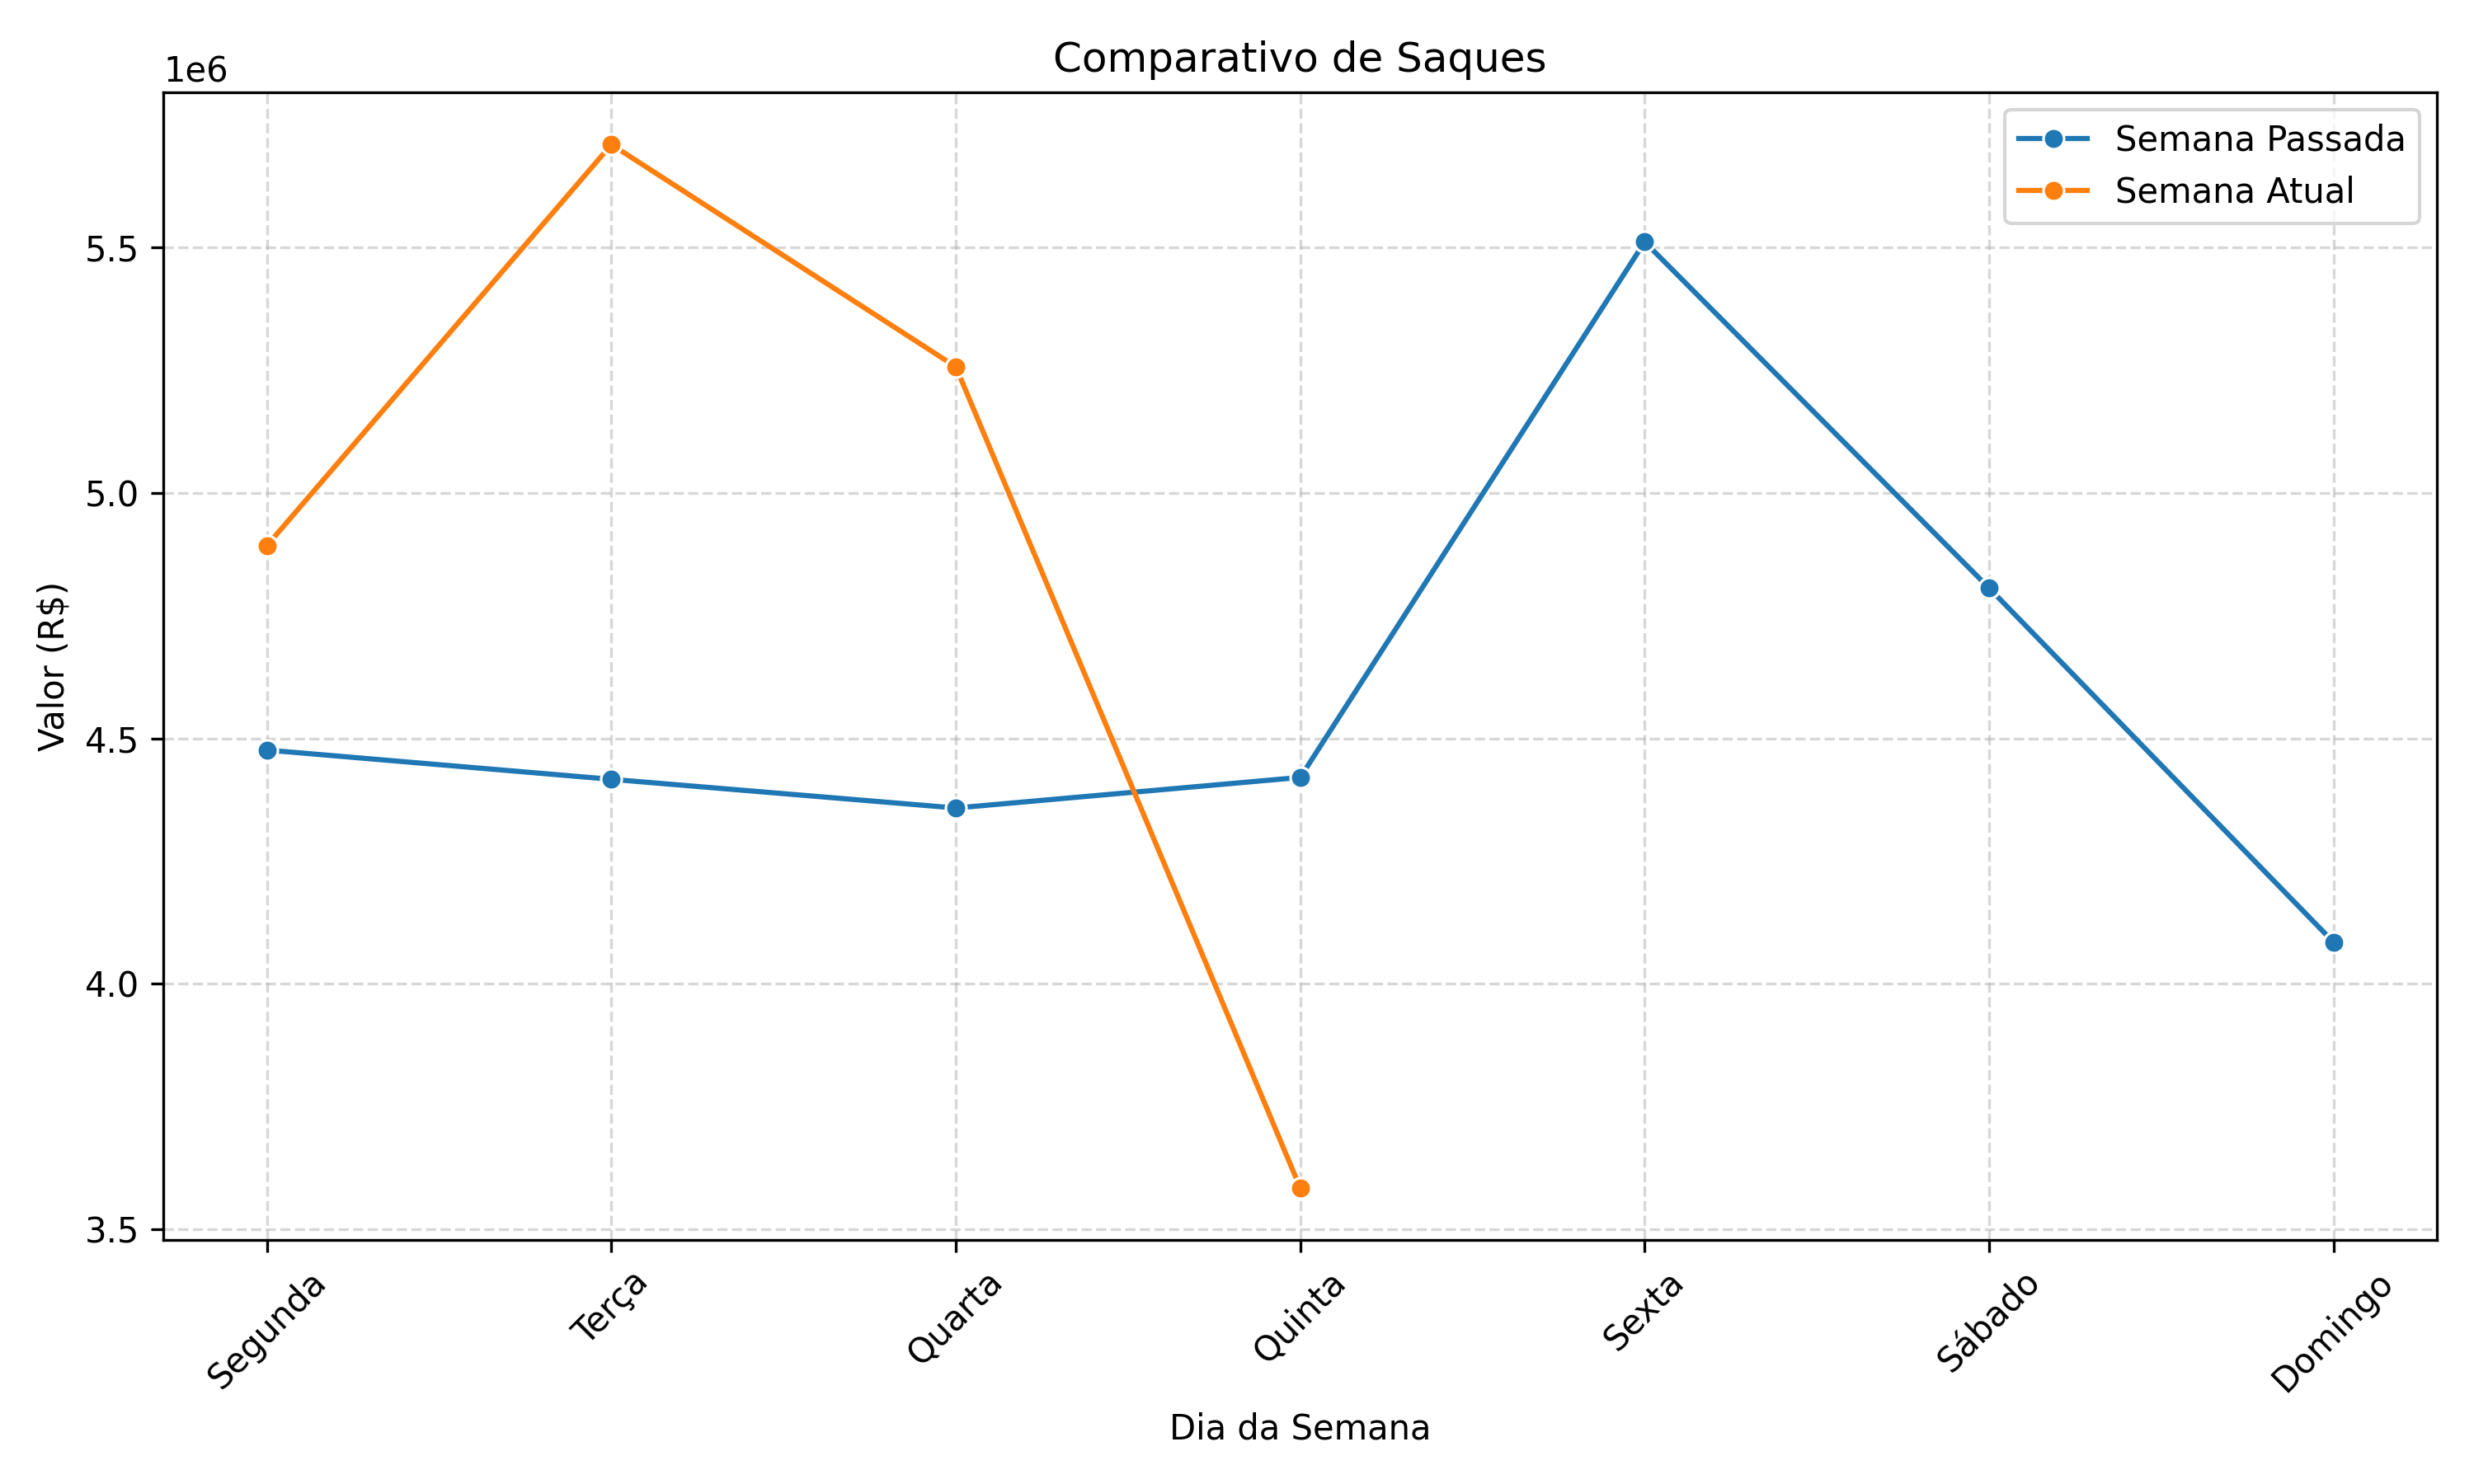 Comparativo de Saques
1e6
Semana Passada
Semana Atual
5.5
5.0
4.5
4.0
3.5
Valor (R$)
Segunda
Terça
Quarta
Quinta
Sexta
Sábado
Domingo
Dia da Semana